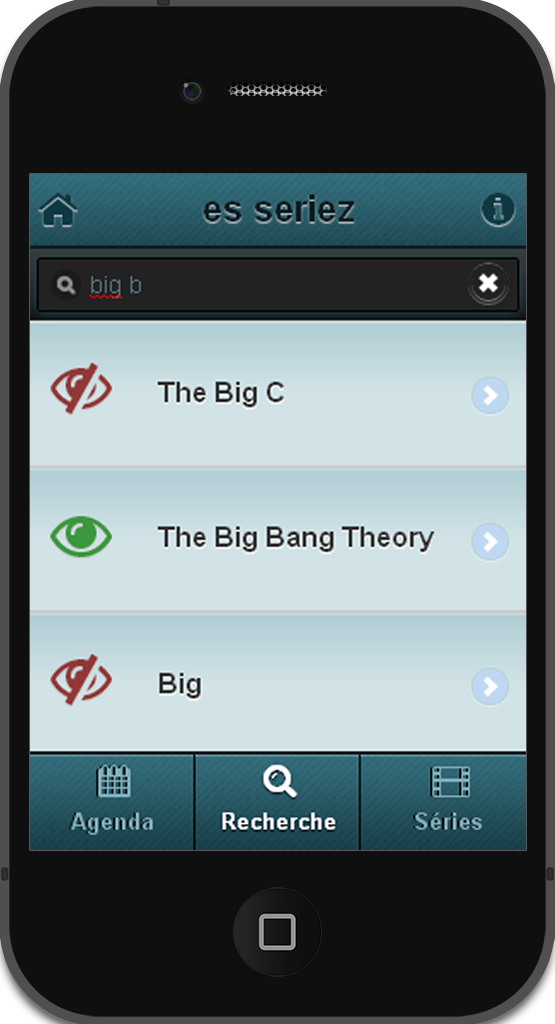 es seriez
big b
The Big C
The Big Bang Theory
Big
Agenda Recherche Séries